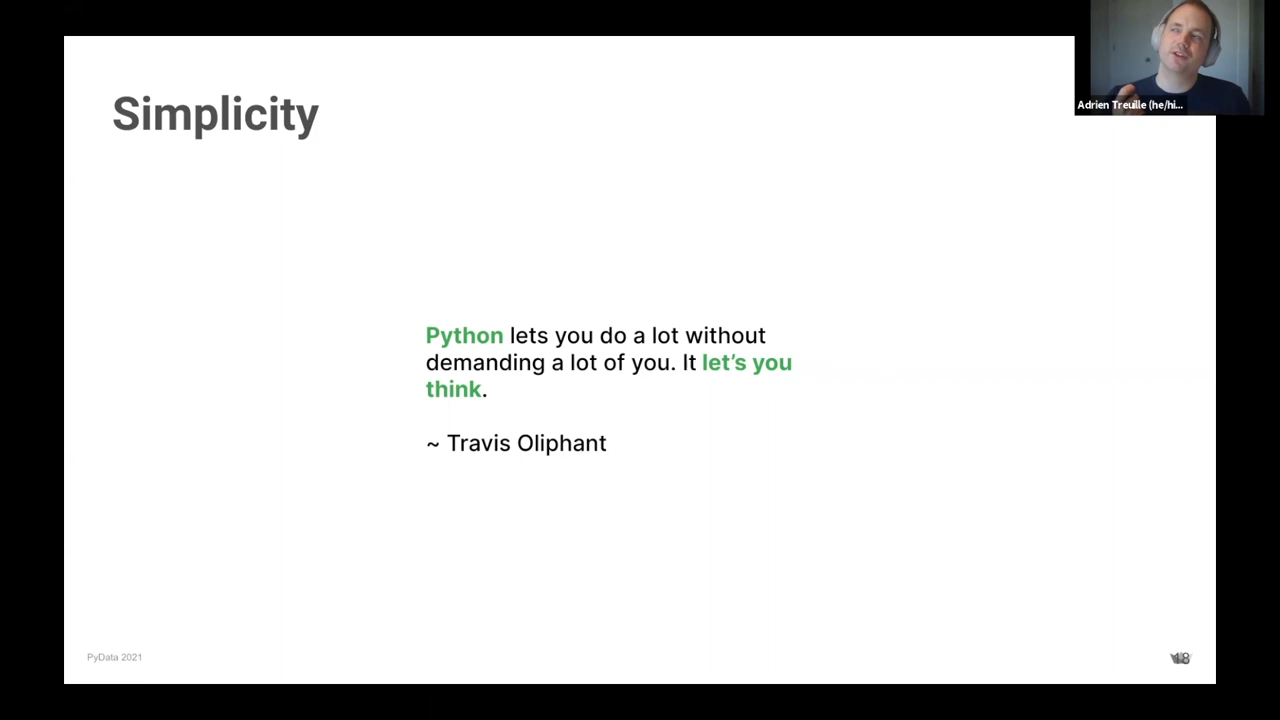 Simplicity
Adrien Treuille (he/hi...
Python lets you do a lot without
demanding a lot of you. It let's you
think.
~ Travis Oliphant
PyData 2021
18